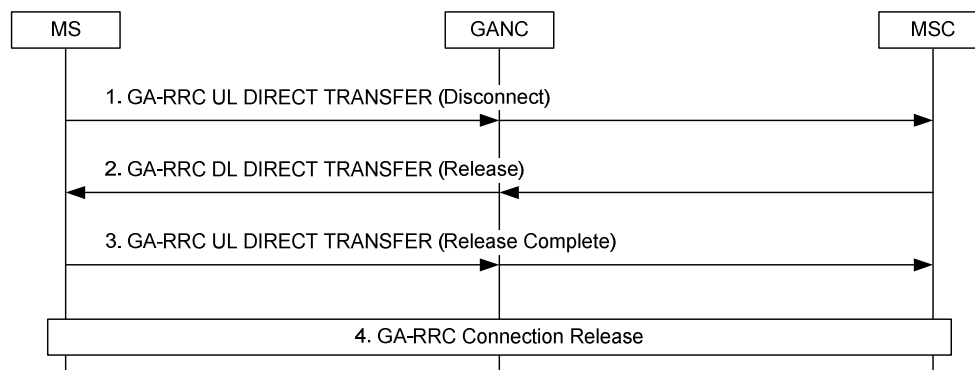 MS
GANC
MSC
1. GA-RRC UL DIRECT TRANSFER (Disconnect)
2. GA-RRC DL DIRECT TRANSFER (Release)
3. GA-RRC UL DIRECT TRANSFER (Release Complete)
4. GA-RRC Connection Release